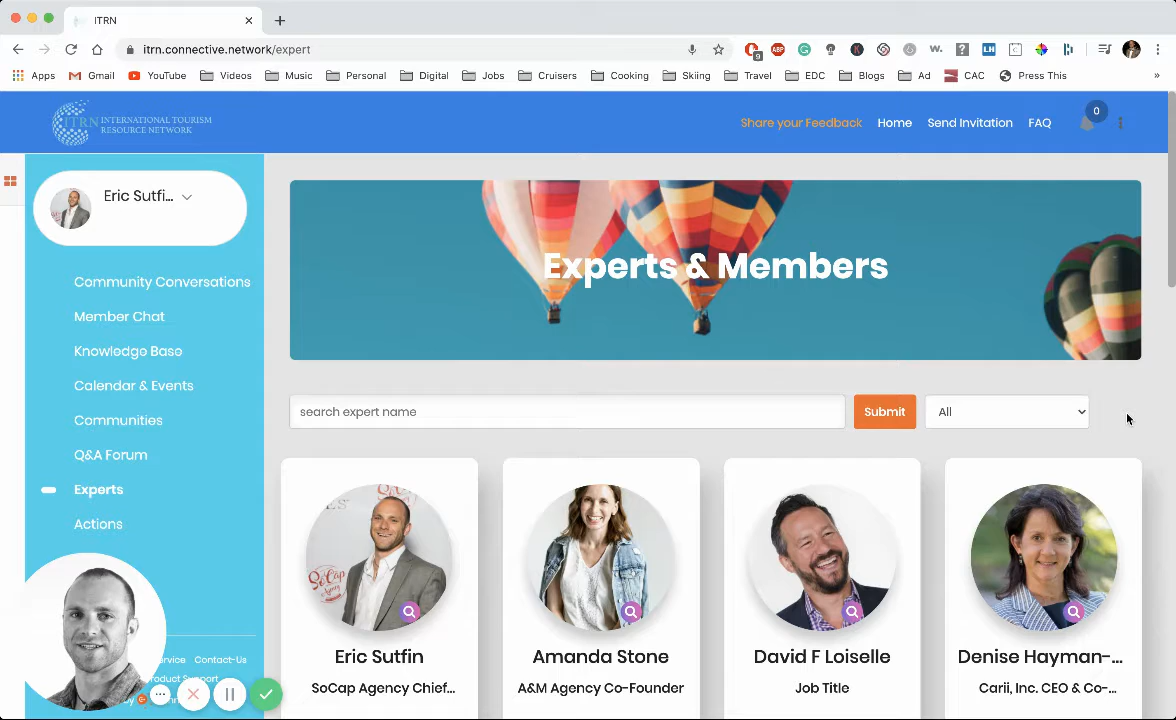 ITRN
itrn.connective.network/expert
9
Apps Gmail YouTube Videos Music Personal Digital Jobs Cruisers Cooking Skiing Travel EDC Blogs Ad CAC Press This »
ITRN INTERNATIONAL TOURISM
RESOURCE NETWORK
Share your Feedback Home Send Invitation FAQ 0
Eric Sutfi...
Community Conversations
Member Chat
Knowledge Base
Calendar & Events
Communities
Q&A Forum
Experts
Actions
Contact-Us
Support
Experts & Members
search expert name Submit All
SoCap
Eric Sutfin Amanda Stone David F Loiselle Denise Hayman-...
SoCap Agency Chief... A&M Agency Co-Founder Job Title Carii, Inc. CEO & Co-...